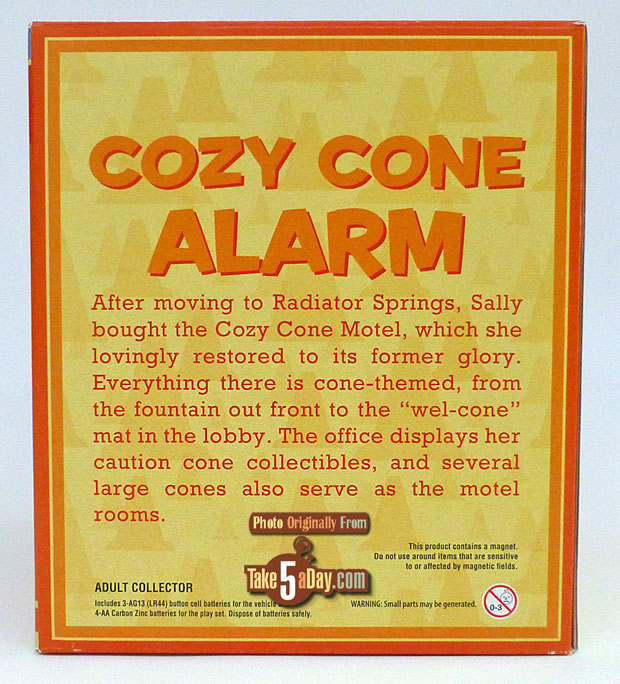 COZY CONE
ALARM
After moving to Radiator Springs, Sally
bought the Cozy Cone Motel, which she
lovingly restored to its former glory.
Everything there is cone-themed, from
the fountain out front to the “wel-cone”
mat in the lobby. The office displays her
caution cone collectibles, and several
large cones also serve as the motel
rooms.
Photo Originally From
Take 5 a Day.com
This product contains a magnet.
Do not use around items that are sensitive
to or affected by magnetic fields.
ADULT COLLECTOR
Includes 3-AG13 (LR44) button cell batteries for the vehicle
4-AA Carbon Zinc batteries for the play set. Dispose of batteries safely.
WARNING: Small parts may be generated.
0-3